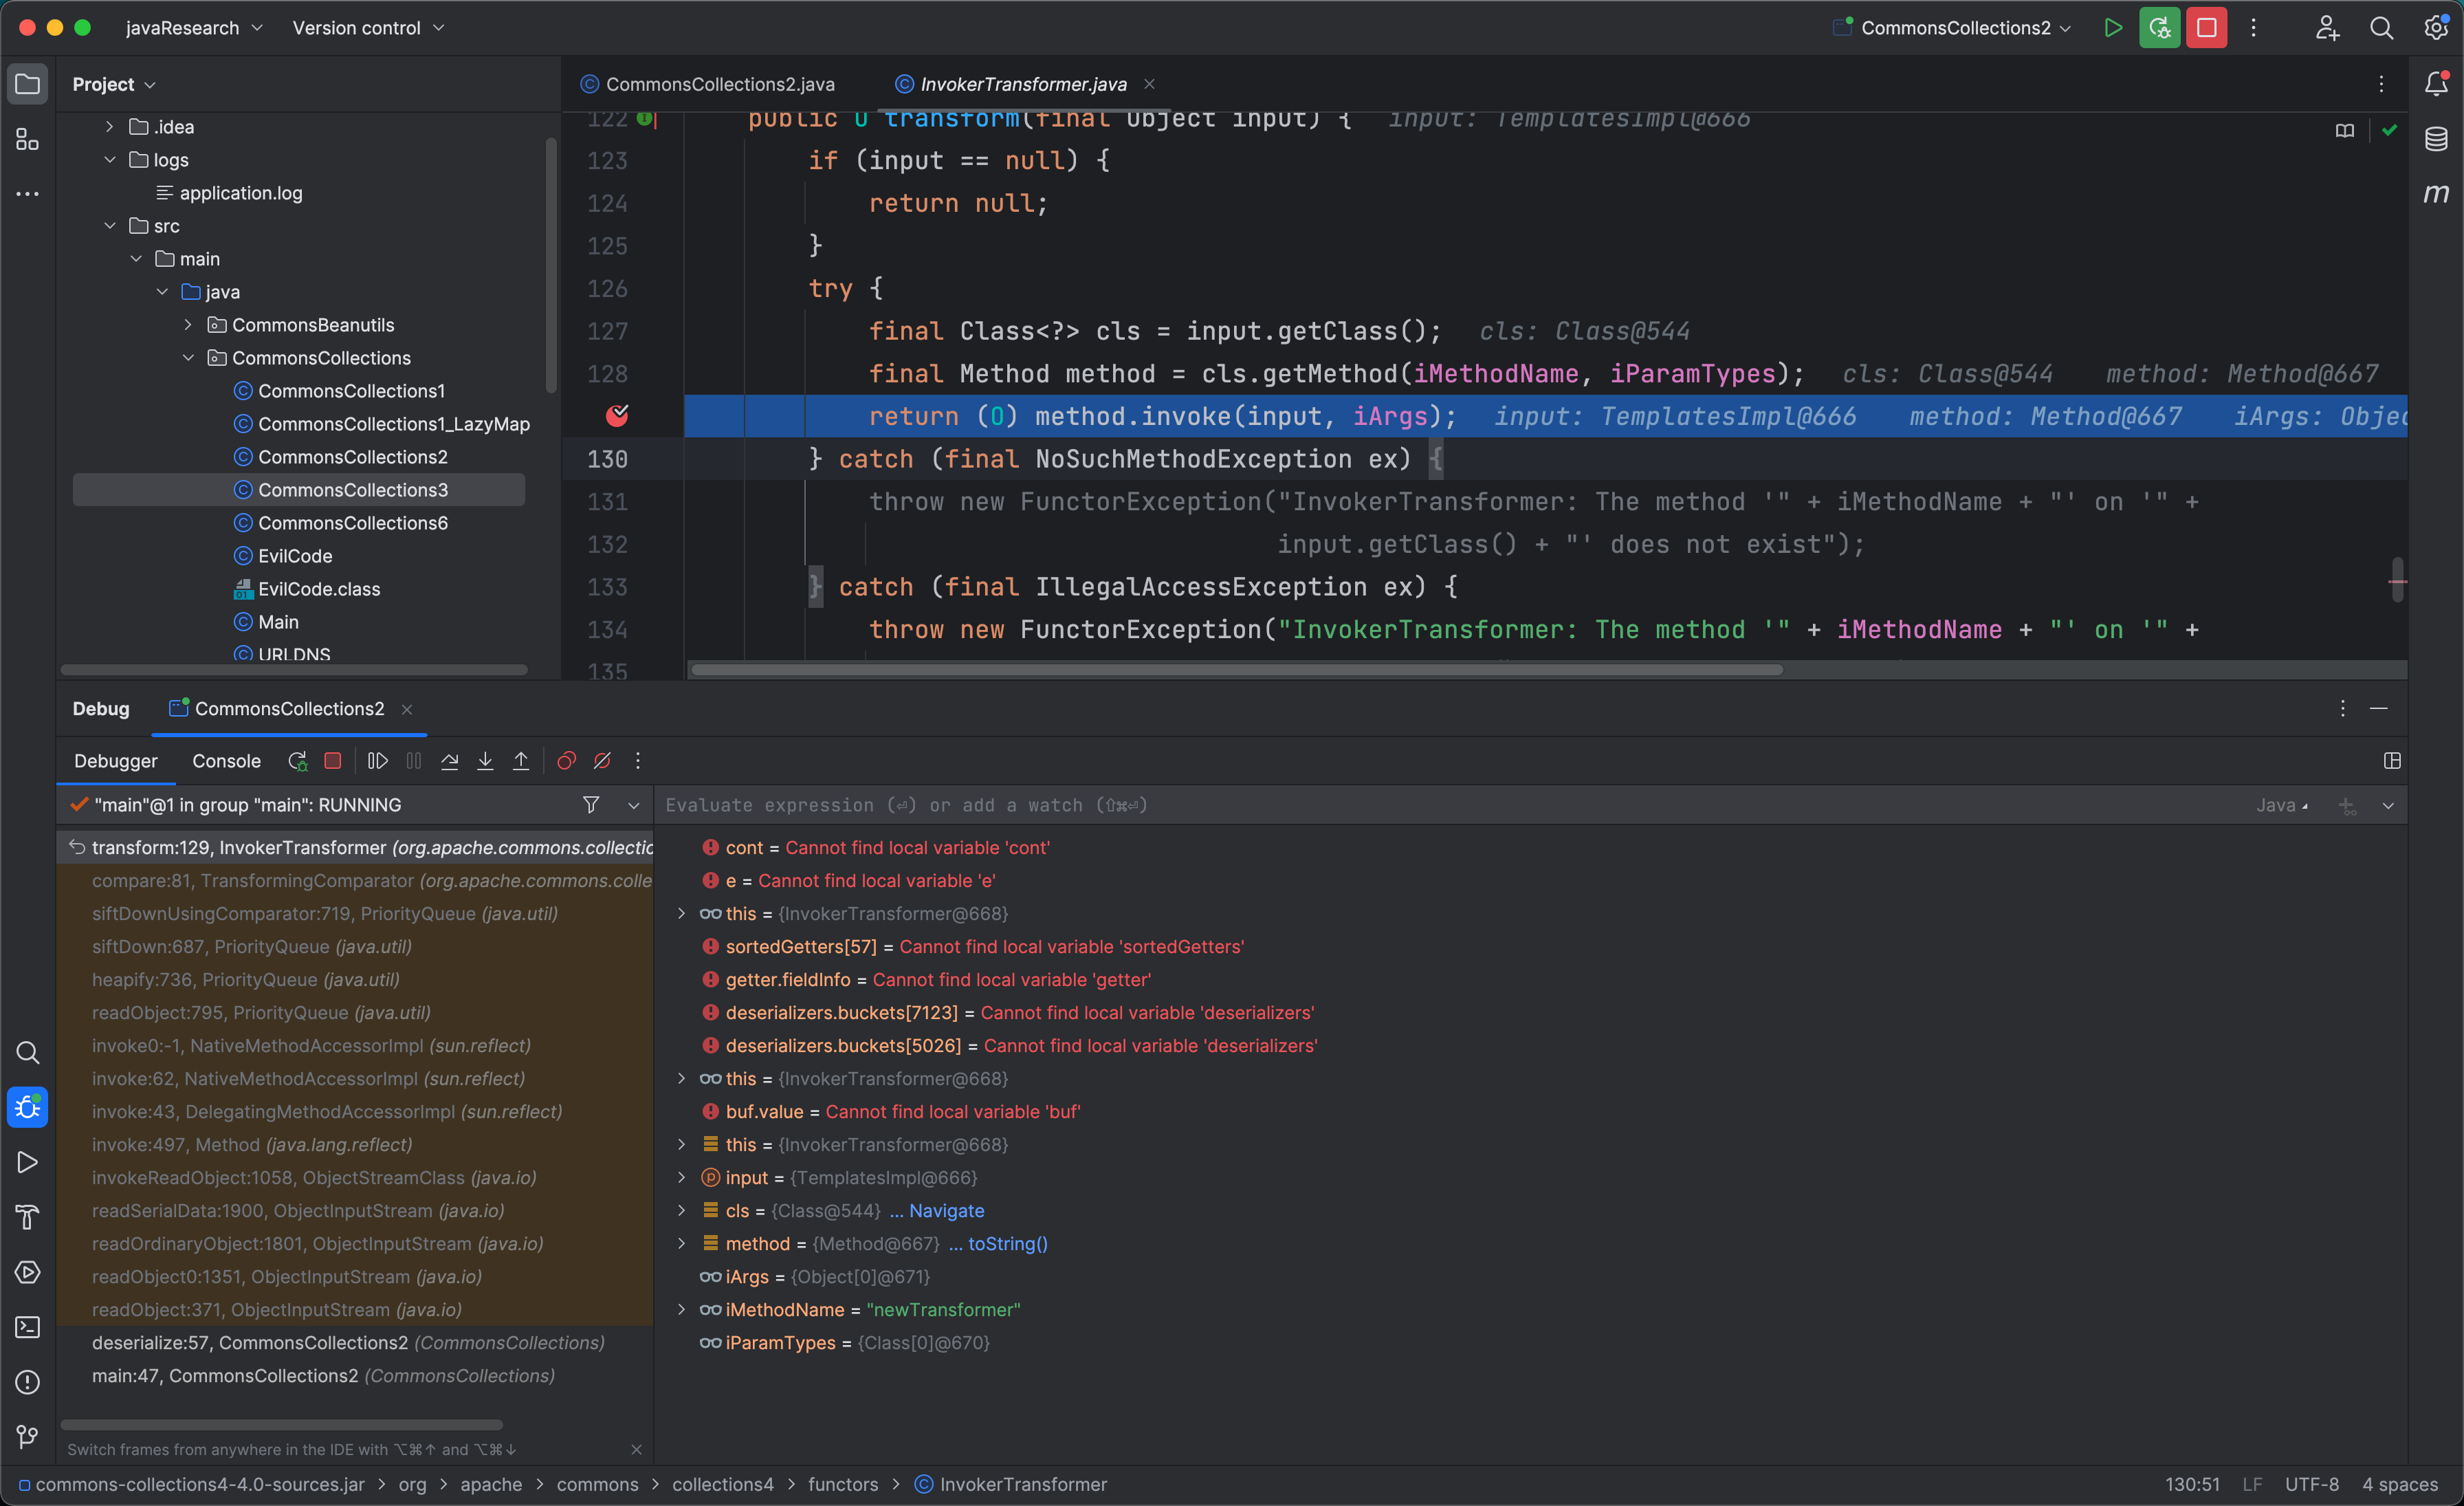 javaResearch
Version control
CommonsCollections2
Project
.idea
logs
application.log
src
main
java
CommonsBeanutils
CommonsCollections
CommonsCollections1
CommonsCollections1_LazyMap
CommonsCollections2
CommonsCollections3
CommonsCollections6
EvilCode
EvilCode.class
Main
URLDNS
CommonsCollections2.java
InvokerTransformer.java
122 public O transform(final Object input) { input: TemplatesImpl@666
123 if (input == null) {
124 return null;
125 }
126 try {
127 final Class<?> cls = input.getClass(); cls: Class@544
128 final Method method = cls.getMethod(iMethodName, iParamTypes); cls: Class@544 method: Method@667
return (O) method.invoke(input, iArgs); input: TemplatesImpl@666 method: Method@667 iArgs: Objec
130 } catch (final NoSuchMethodException ex) {
131 throw new FunctorException("InvokerTransformer: The method '" + iMethodName + "' on '" +
132 input.getClass() + "' does not exist");
133 } catch (final IllegalAccessException ex) {
134 throw new FunctorException("InvokerTransformer: The method '" + iMethodName + "' on '" +
135
Debug
CommonsCollections2
Debugger
Console
"main"@1 in group "main": RUNNING
transform:129, InvokerTransformer (org.apache.commons.collectic
compare:81, TransformingComparator (org.apache.commons.colle
siftDownUsingComparator:719, PriorityQueue (java.util)
siftDown:687, PriorityQueue (java.util)
heapify:736, PriorityQueue (java.util)
readObject:795, PriorityQueue (java.util)
invoke0:-1, NativeMethodAccessorImpl (sun.reflect)
invoke:62, NativeMethodAccessorImpl (sun.reflect)
invoke:43, DelegatingMethodAccessorImpl (sun.reflect)
invoke:497, Method (java.lang.reflect)
invokeReadObject:1058, ObjectStreamClass (java.io)
readSerialData:1900, ObjectInputStream (java.io)
readOrdinaryObject:1801, ObjectInputStream (java.io)
readObject0:1351, ObjectInputStream (java.io)
readObject:371, ObjectInputStream (java.io)
deserialize:57, CommonsCollections2 (CommonsCollections)
main:47, CommonsCollections2 (CommonsCollections)
Switch frames from anywhere in the IDE with ⌥⌘↑ and ⌥⌘↓
Evaluate expression (⏎) or add a watch (⇧⌘⏎)
Java
cont = Cannot find local variable 'cont'
e = Cannot find local variable 'e'
this = {InvokerTransformer@668}
sortedGetters[57] = Cannot find local variable 'sortedGetters'
getter.fieldInfo = Cannot find local variable 'getter'
deserializers.buckets[7123] = Cannot find local variable 'deserializers'
deserializers.buckets[5026] = Cannot find local variable 'deserializers'
this = {InvokerTransformer@668}
buf.value = Cannot find local variable 'buf'
this = {InvokerTransformer@668}
input = {TemplatesImpl@666}
cls = {Class@544} ... Navigate
method = {Method@667} ... toString()
iArgs = {Object[0]@671}
iMethodName = "newTransformer"
iParamTypes = {Class[0]@670}
commons-collections4-4.0-sources.jar > org > apache > commons > collections4 > functors > InvokerTransformer
130:51 LF UTF-8 4 spaces